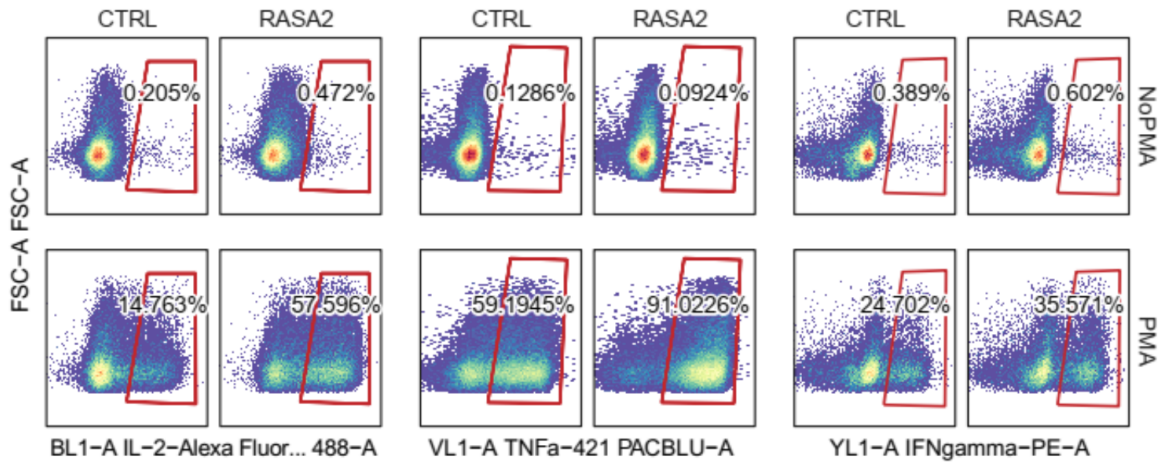 CTRL RASA2 CTRL RASA2 CTRL RASA2
0.205% 0.472% 0.1286% 0.0924% 0.389% 0.602%
NoPMA
FSC-A FSC-A
14.763% 57.596% 59.1945% 91.0226% 24.702% 35.571%
PMA
BL1-A IL-2-Alexa Fluor... 488-A VL1-A TNFa-421 PACBLU-A YL1-A IFNgamma-PE-A